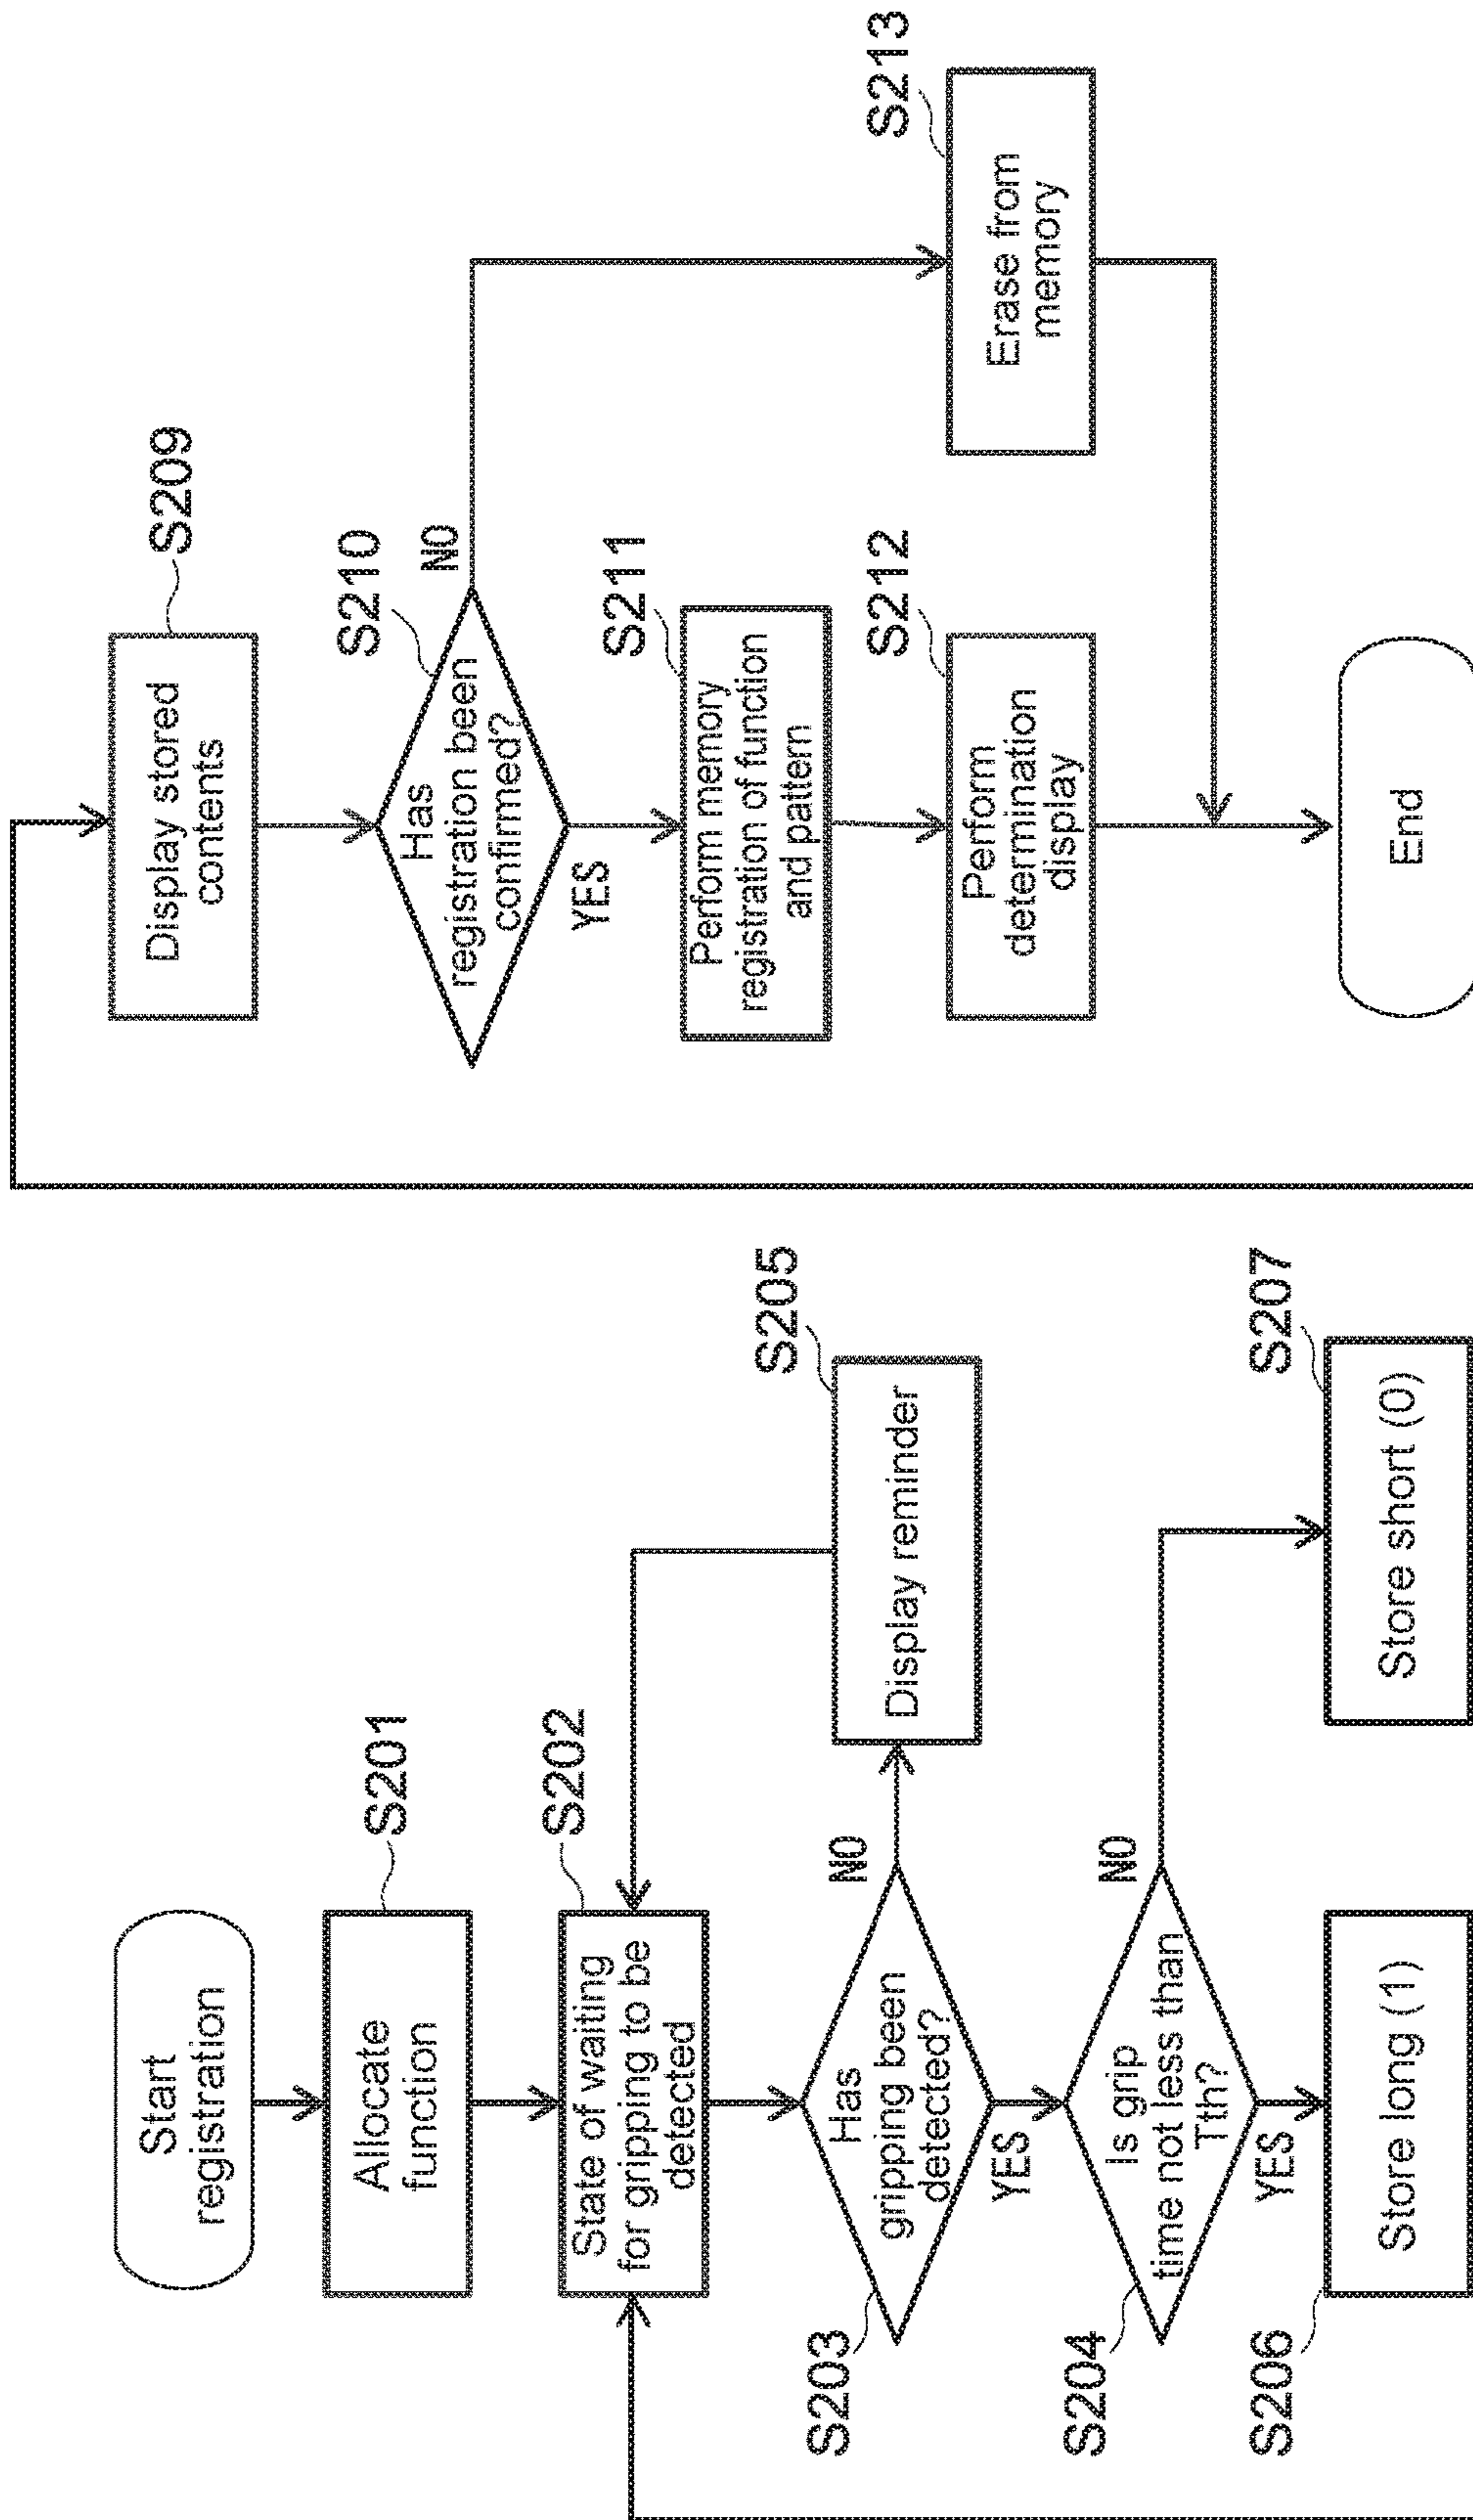 Start
registration
S201
Allocate
function
S202
State of waiting
for gripping to be
detected
S203
Has
gripping been
detected?
NO
YES
S205
Display reminder
S204
Is grip
time not less than
Tth?
NO
YES
S206
Store long (1)
S207
Store short (0)
S209
Display stored
contents
S210
Has
registration been
confirmed?
NO
YES
S211
Perform memory
registration of function
and pattern
S212
Perform
determination
display
S213
Erase from
memory
End